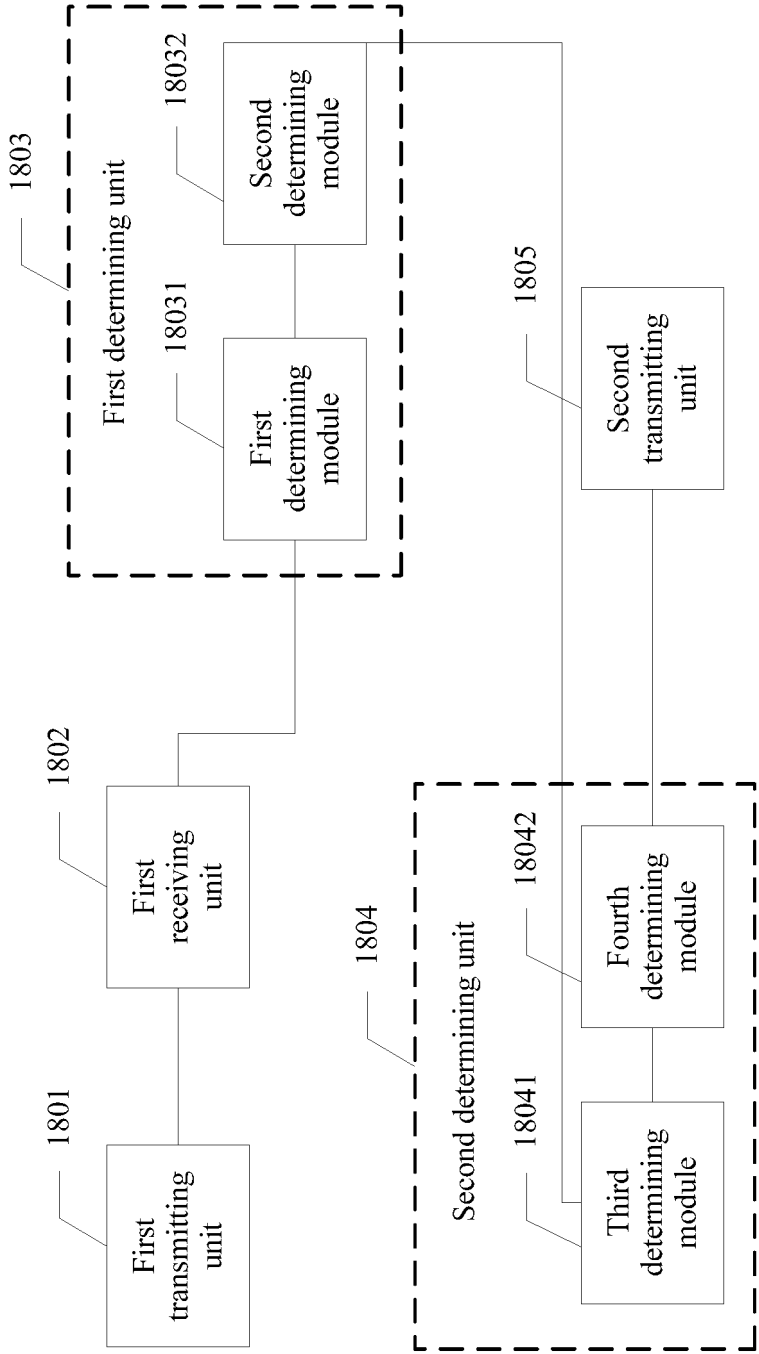 1801
First
transmitting
unit
1802
First
receiving
unit
1803
First determining unit
18031
First
determining
module
18032
Second
determining
module
1804
Second determining unit
18041
Third
determining
module
18042
Fourth
determining
module
1805
Second
transmitting
unit